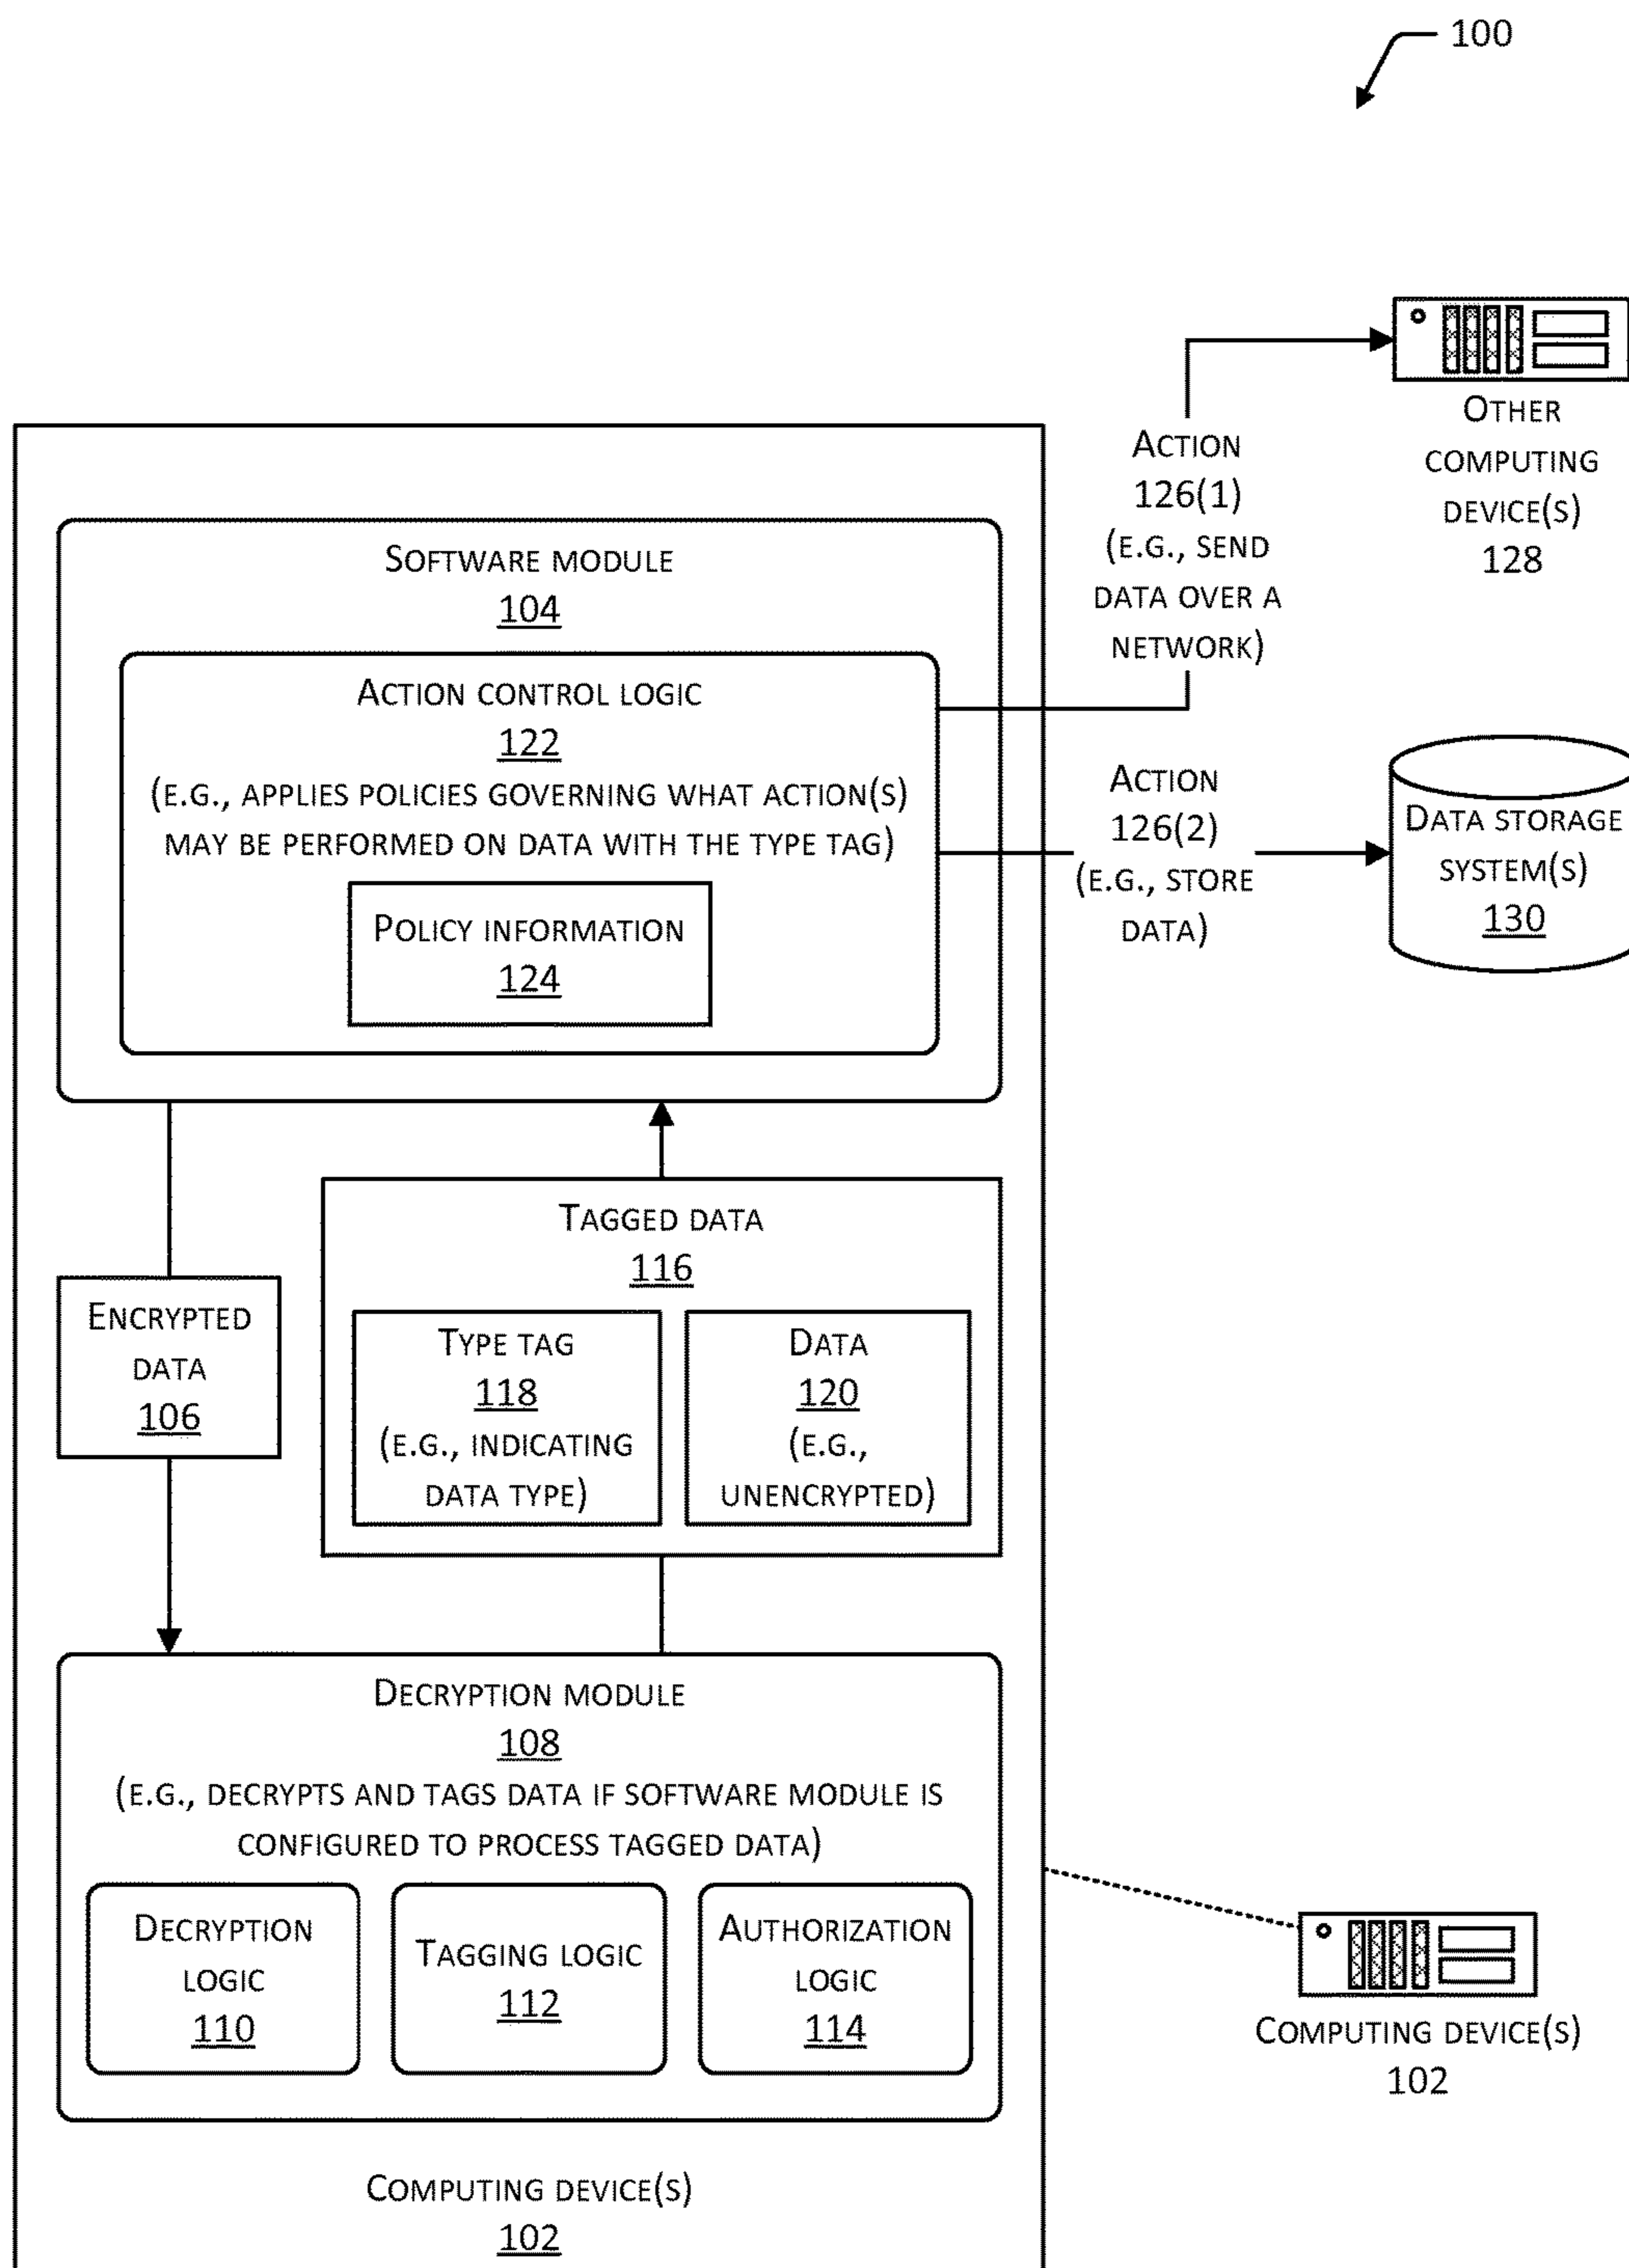 100
OTHER
COMPUTING
DEVICE(S)
128
ACTION
126(1)
(E.G., SEND
DATA OVER A
NETWORK)
SOFTWARE MODULE
104
ACTION CONTROL LOGIC
122
(E.G., APPLIES POLICIES GOVERNING WHAT ACTION(S)
MAY BE PERFORMED ON DATA WITH THE TYPE TAG)
POLICY INFORMATION
124
ACTION
126(2)
(E.G., STORE
DATA)
DATA STORAGE
SYSTEM(S)
130
TAGGED DATA
116
ENCRYPTED
DATA
106
TYPE TAG
118
(E.G., INDICATING
DATA TYPE)
DATA
120
(E.G.,
UNENCRYPTED)
DECRYPTION MODULE
108
(E.G., DECRYPTS AND TAGS DATA IF SOFTWARE MODULE IS
CONFIGURED TO PROCESS TAGGED DATA)
DECRYPTION
LOGIC
110
TAGGING LOGIC
112
AUTHORIZATION
LOGIC
114
COMPUTING DEVICE(S)
102
COMPUTING DEVICE(S)
102